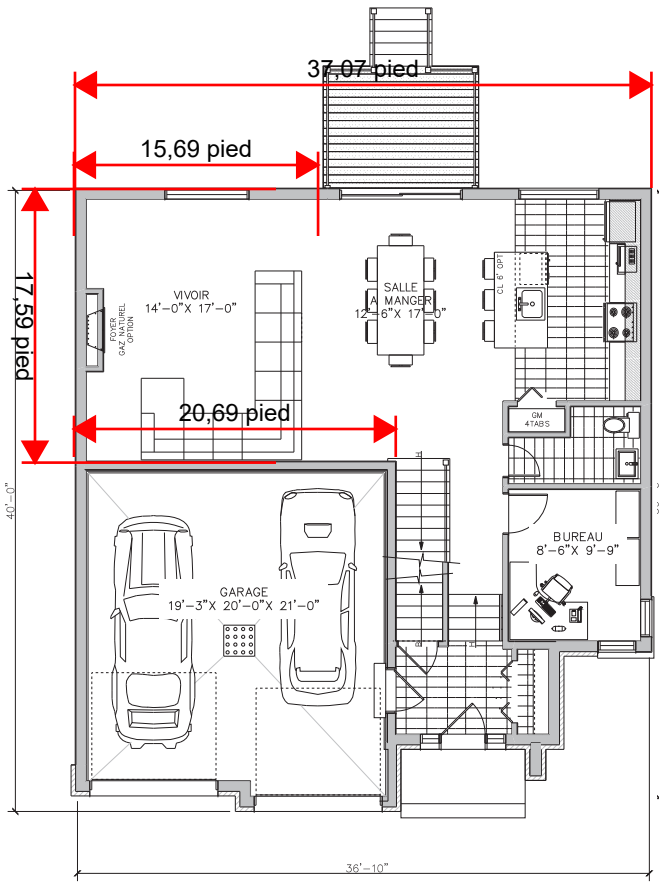 37,07 pied
15,69 pied
17,59 pied
VIVOIR
14'-0"X 17'-0"
FOYER
GAZ NATUREL
OPTION
SALLE
A MANGER
12'-6"X 17'-0"
CL 6' OPT
20,69 pied
GM
4TABS
40'-0"
BUREAU
8'-6"X 9'-9"
GARAGE
19'-3"X 20'-0"X 21'-0"
36'-10"